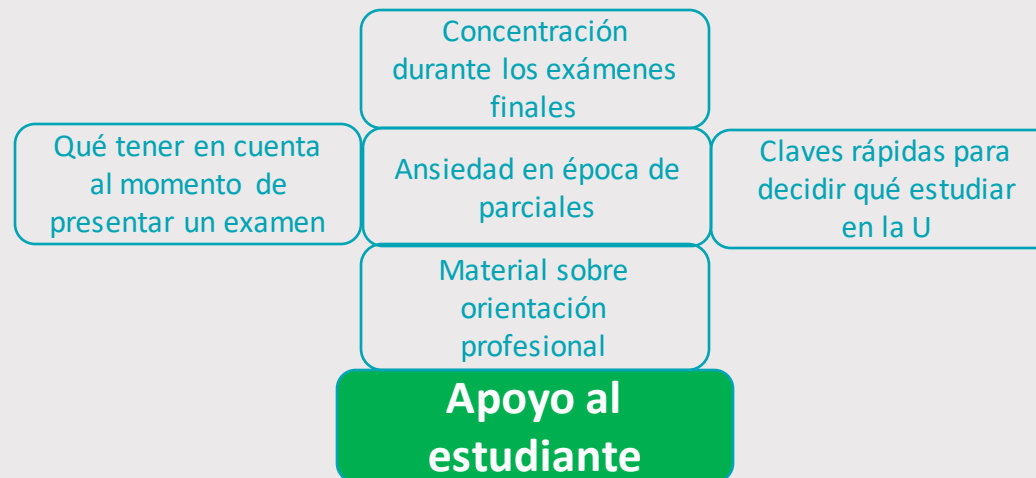 Concentración
durante los exámenes
finales
Qué tener en cuenta
al momento de
presentar un examen
Ansiedad en época de
parciales
Claves rápidas para
decidir qué estudiar
en la U
Material sobre
orientación
profesional
Apoyo al
estudiante